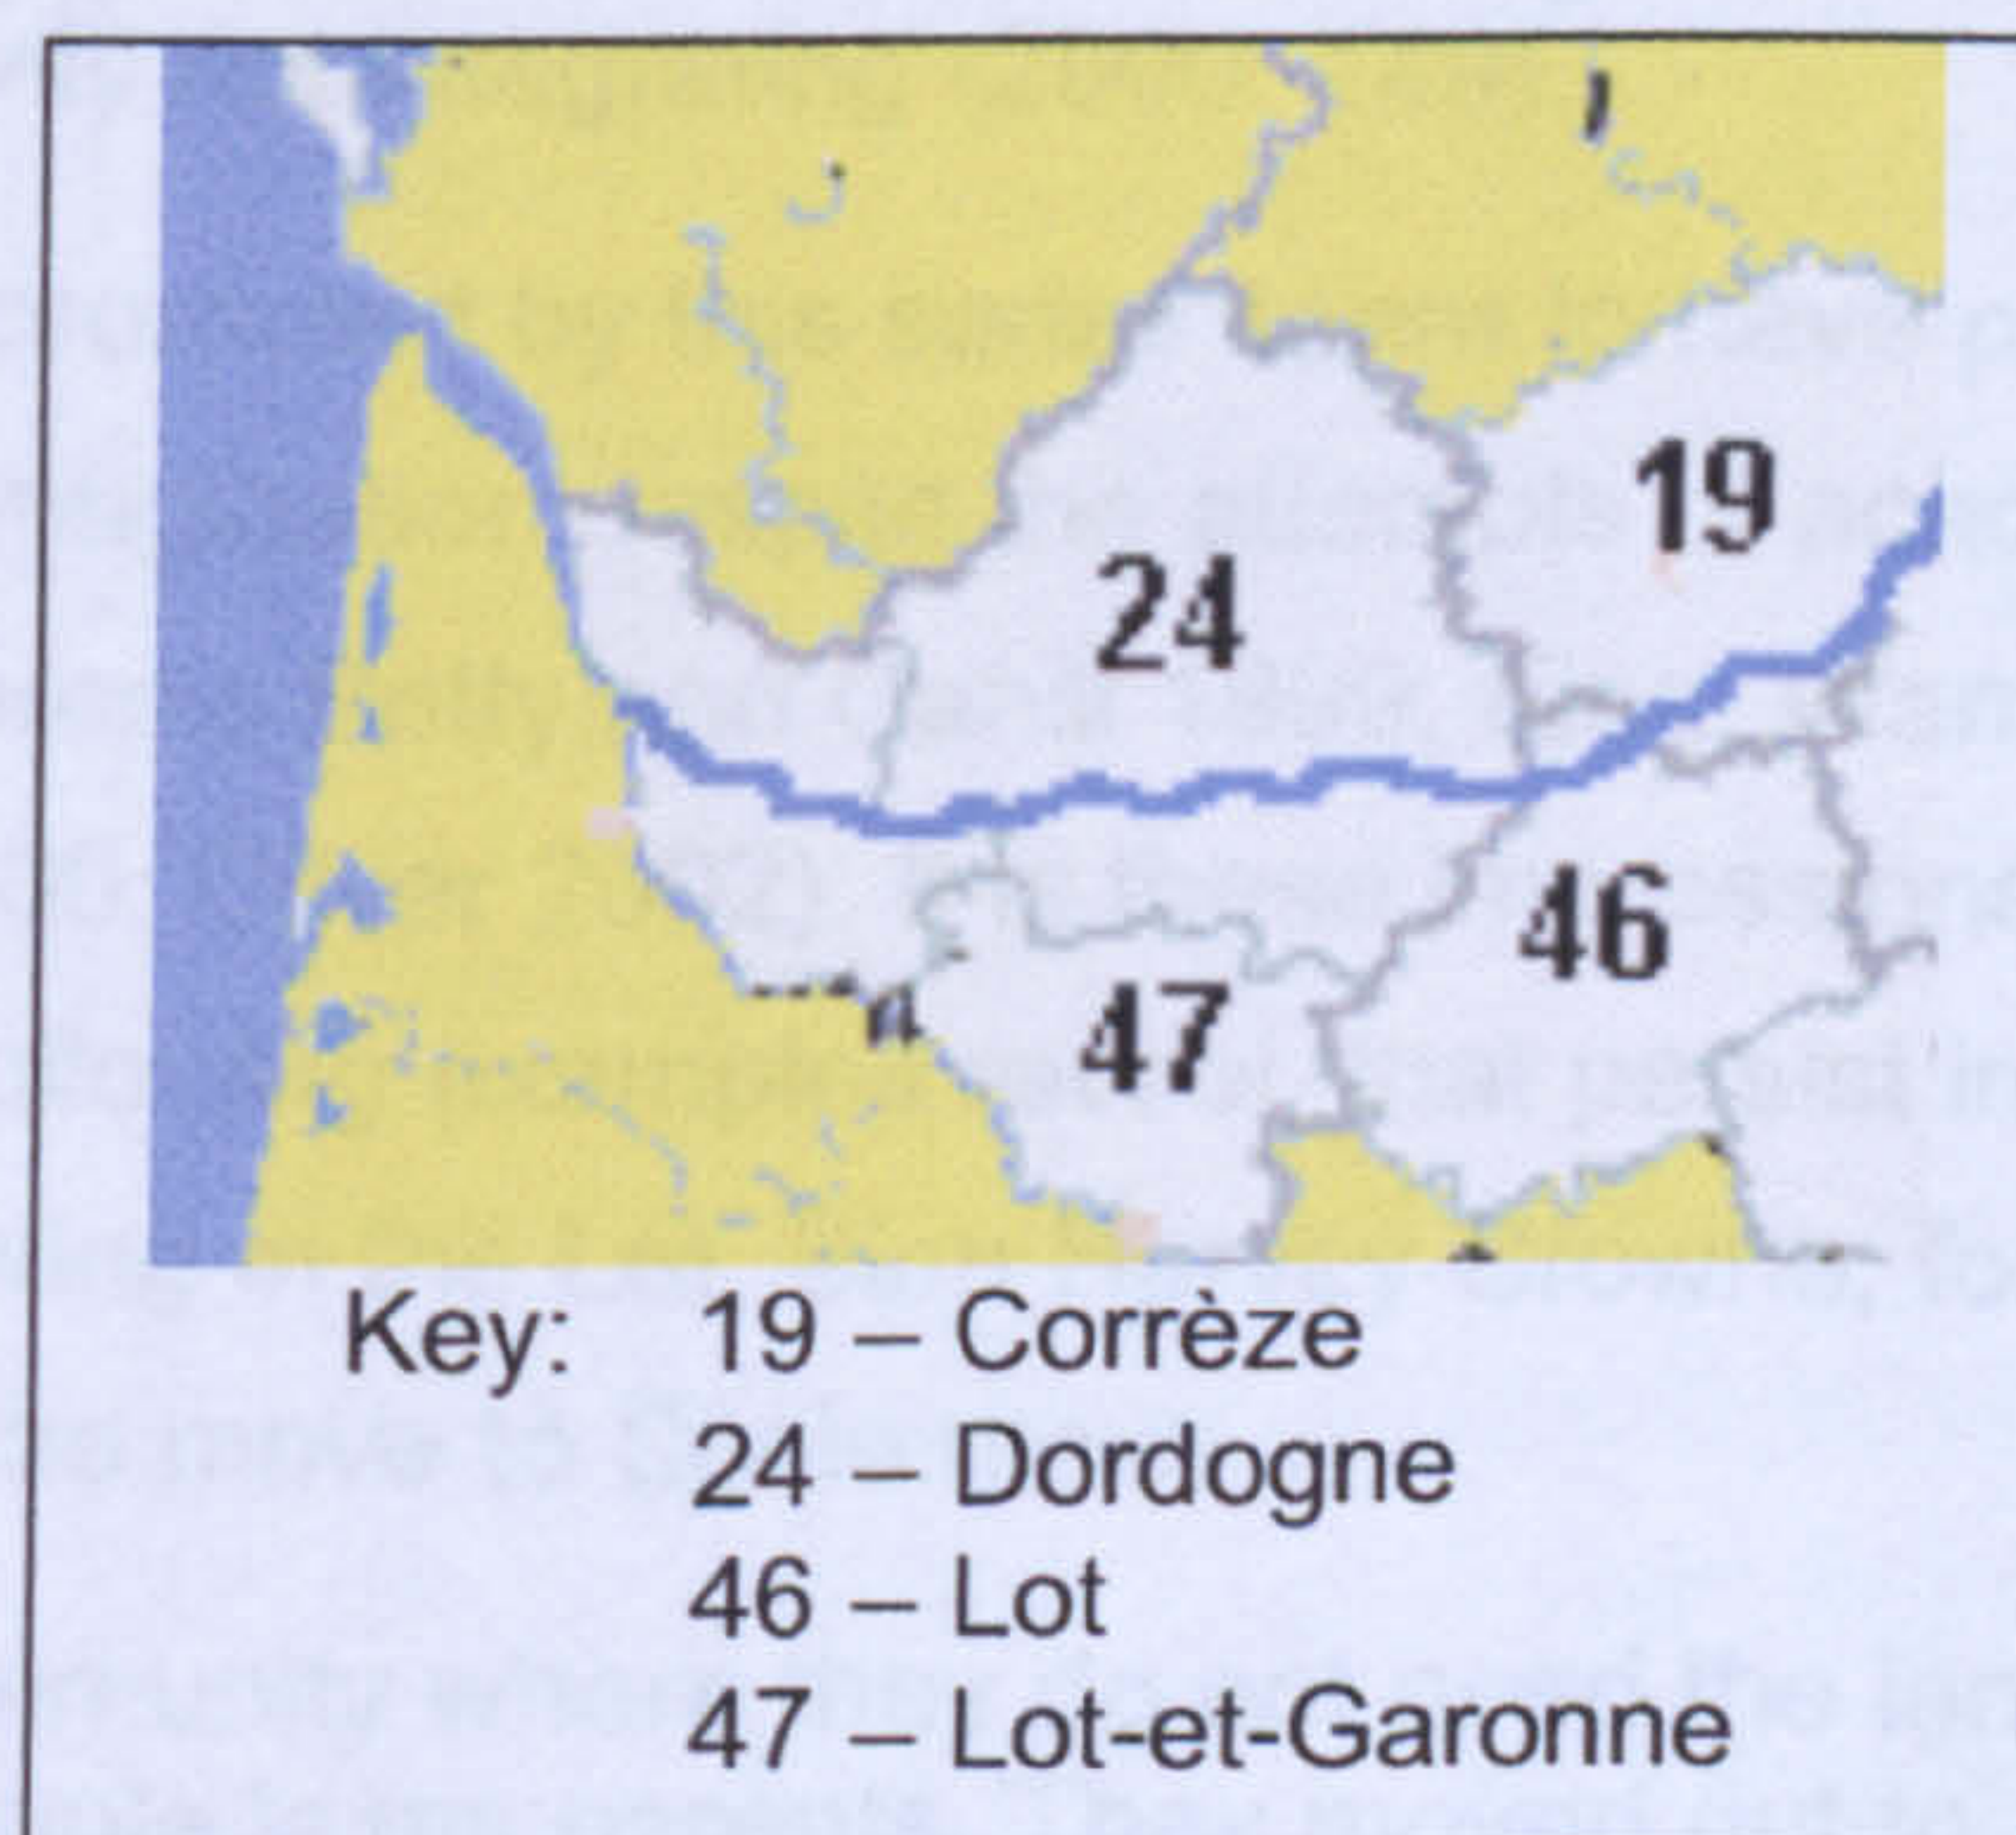 19
24
46
47
Key: 19 – Corrèze
24 – Dordogne
46 – Lot
47 – Lot-et-Garonne